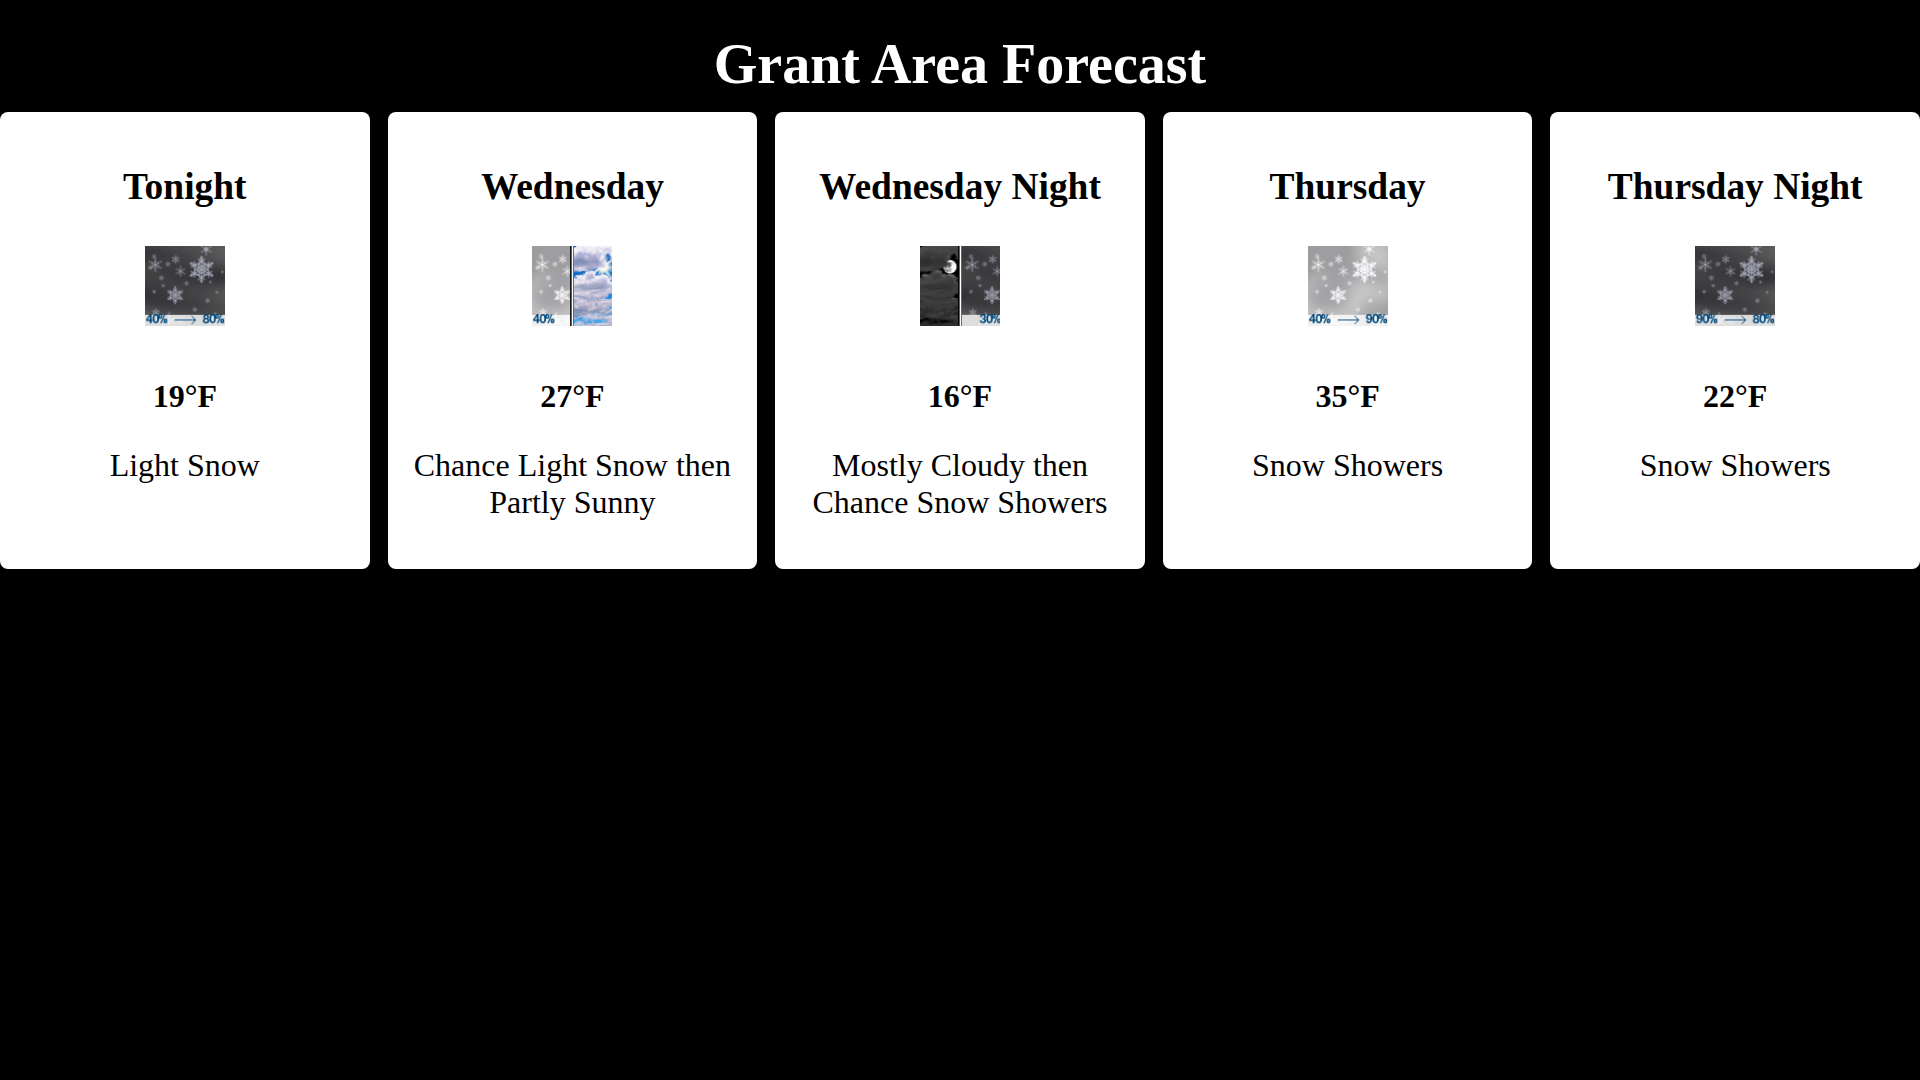 Grant Area Forecast
Tonight
40% → 80%
19°F
Light Snow
Wednesday
40%
27°F
Chance Light Snow then
Partly Sunny
Wednesday Night
30%
16°F
Mostly Cloudy then
Chance Snow Showers
Thursday
40% → 90%
35°F
Snow Showers
Thursday Night
90% → 80%
22°F
Snow Showers